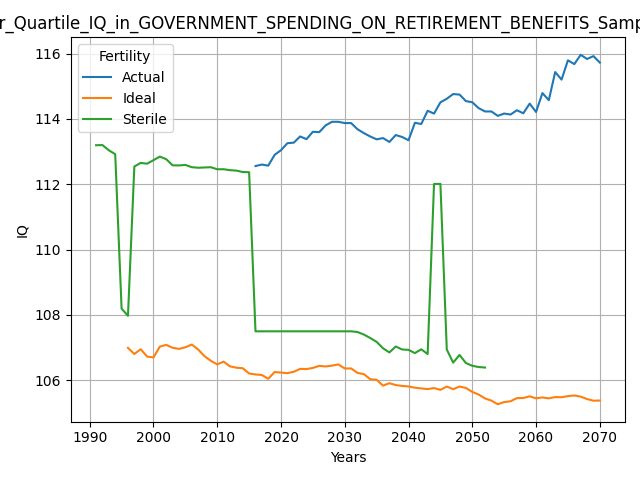 r_Quartile_IQ_in_GOVERNMENT_SPENDING_ON_RETIREMENT_BENEFITS_Samp
Fertility
Actual
Ideal
Sterile
116
114
112
110
108
106
IQ
1990 2000 2010 2020 2030 2040 2050 2060 2070
Years